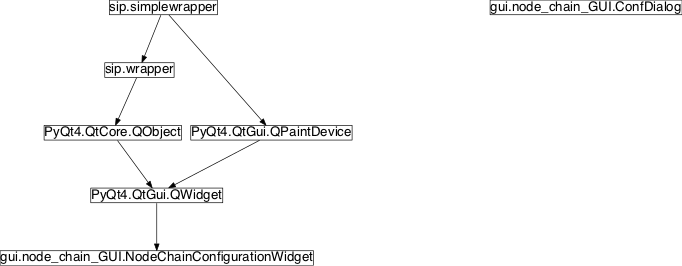 sip.simplewrapper
gui.node_chain_GUI.ConfDialog
sip.wrapper
PyQt4.QtCore.QObject
PyQt4.QtGui.QPaintDevice
PyQt4.QtGui.QWidget
gui.node_chain_GUI.NodeChainConfigurationWidget